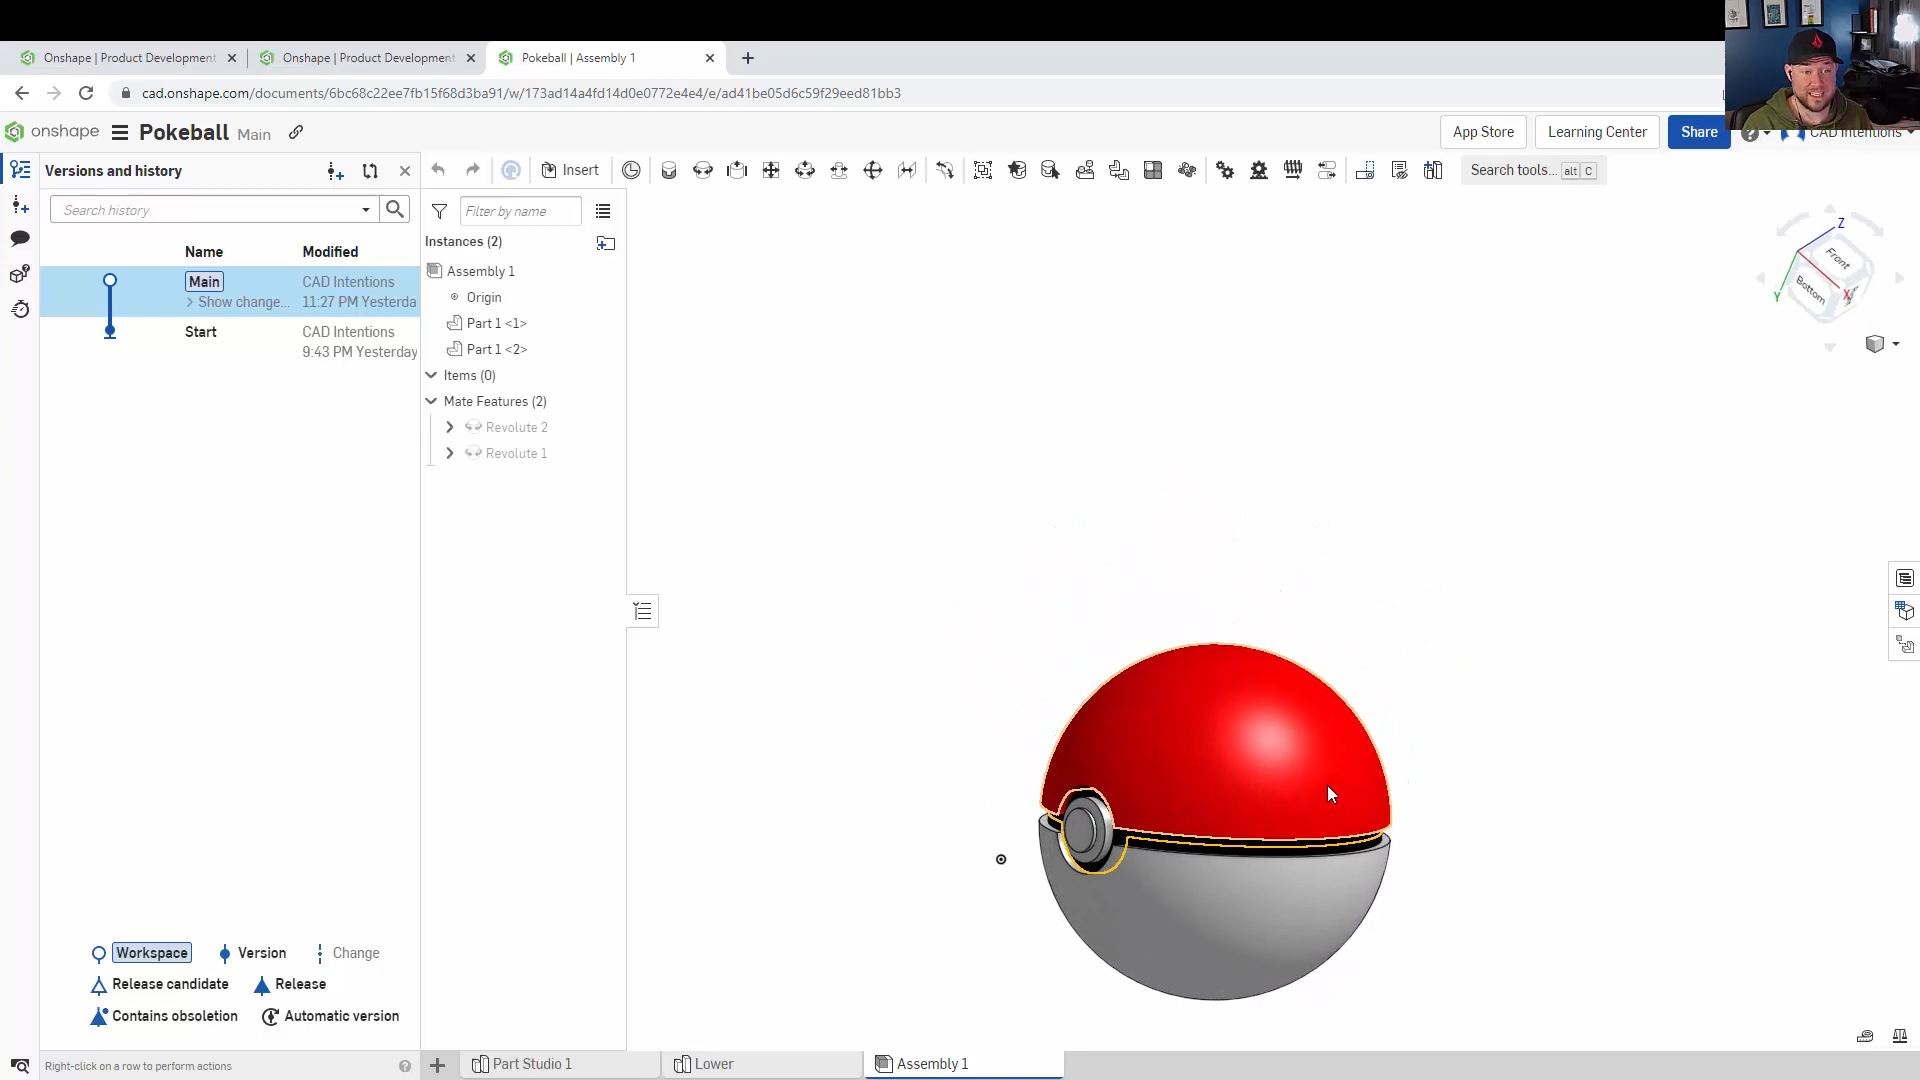 Onshape | Product Development
Onshape | Product Development
Pokeball | Assembly 1
cad.onshape.com/documents/6bc68c22ee7fb15f68d3ba91/w/173ad14a4fd14d0e0772e4e4/e/ad41be05d6c59f29eed81bb3
onshape
Pokeball Main
App Store
Learning Center
Share
CAD Intentions
Versions and history
Insert
Search tools... alt C
Search history
Filter by name
Name Modified
Instances (2)
Main CAD Intentions
Show change... 11:27 PM Yesterda
Start CAD Intentions
9:43 PM Yesterday
Assembly 1
Origin
Part 1 <1>
Part 1 <2>
Items (0)
Mate Features (2)
Revolute 2
Revolute 1
Z
Front
Bottom
X
Y
Workspace Version Change
Release candidate Release
Contains obsoletion Automatic version
Right-click on a row to perform actions
Part Studio 1
Lower
Assembly 1